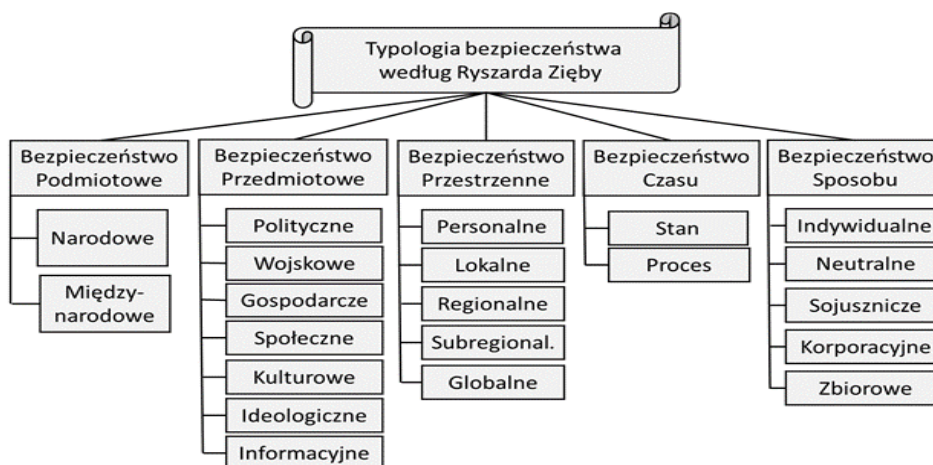 Typologia bezpieczeństwa
według Ryszarda Zięby
Bezpieczeństwo
Podmiotowe
Narodowe
Między-
narodowe
Bezpieczeństwo
Przedmiotowe
Polityczne
Wojskowe
Gospodarcze
Społeczne
Kulturowe
Ideologiczne
Informacyjne
Bezpieczeństwo
Przestrzenne
Personalne
Lokalne
Regionalne
Subregional.
Globalne
Bezpieczeństwo
Czasu
Stan
Proces
Bezpieczeństwo
Sposobu
Indywidualne
Neutralne
Sojusznicze
Korporacyjne
Zbiorowe